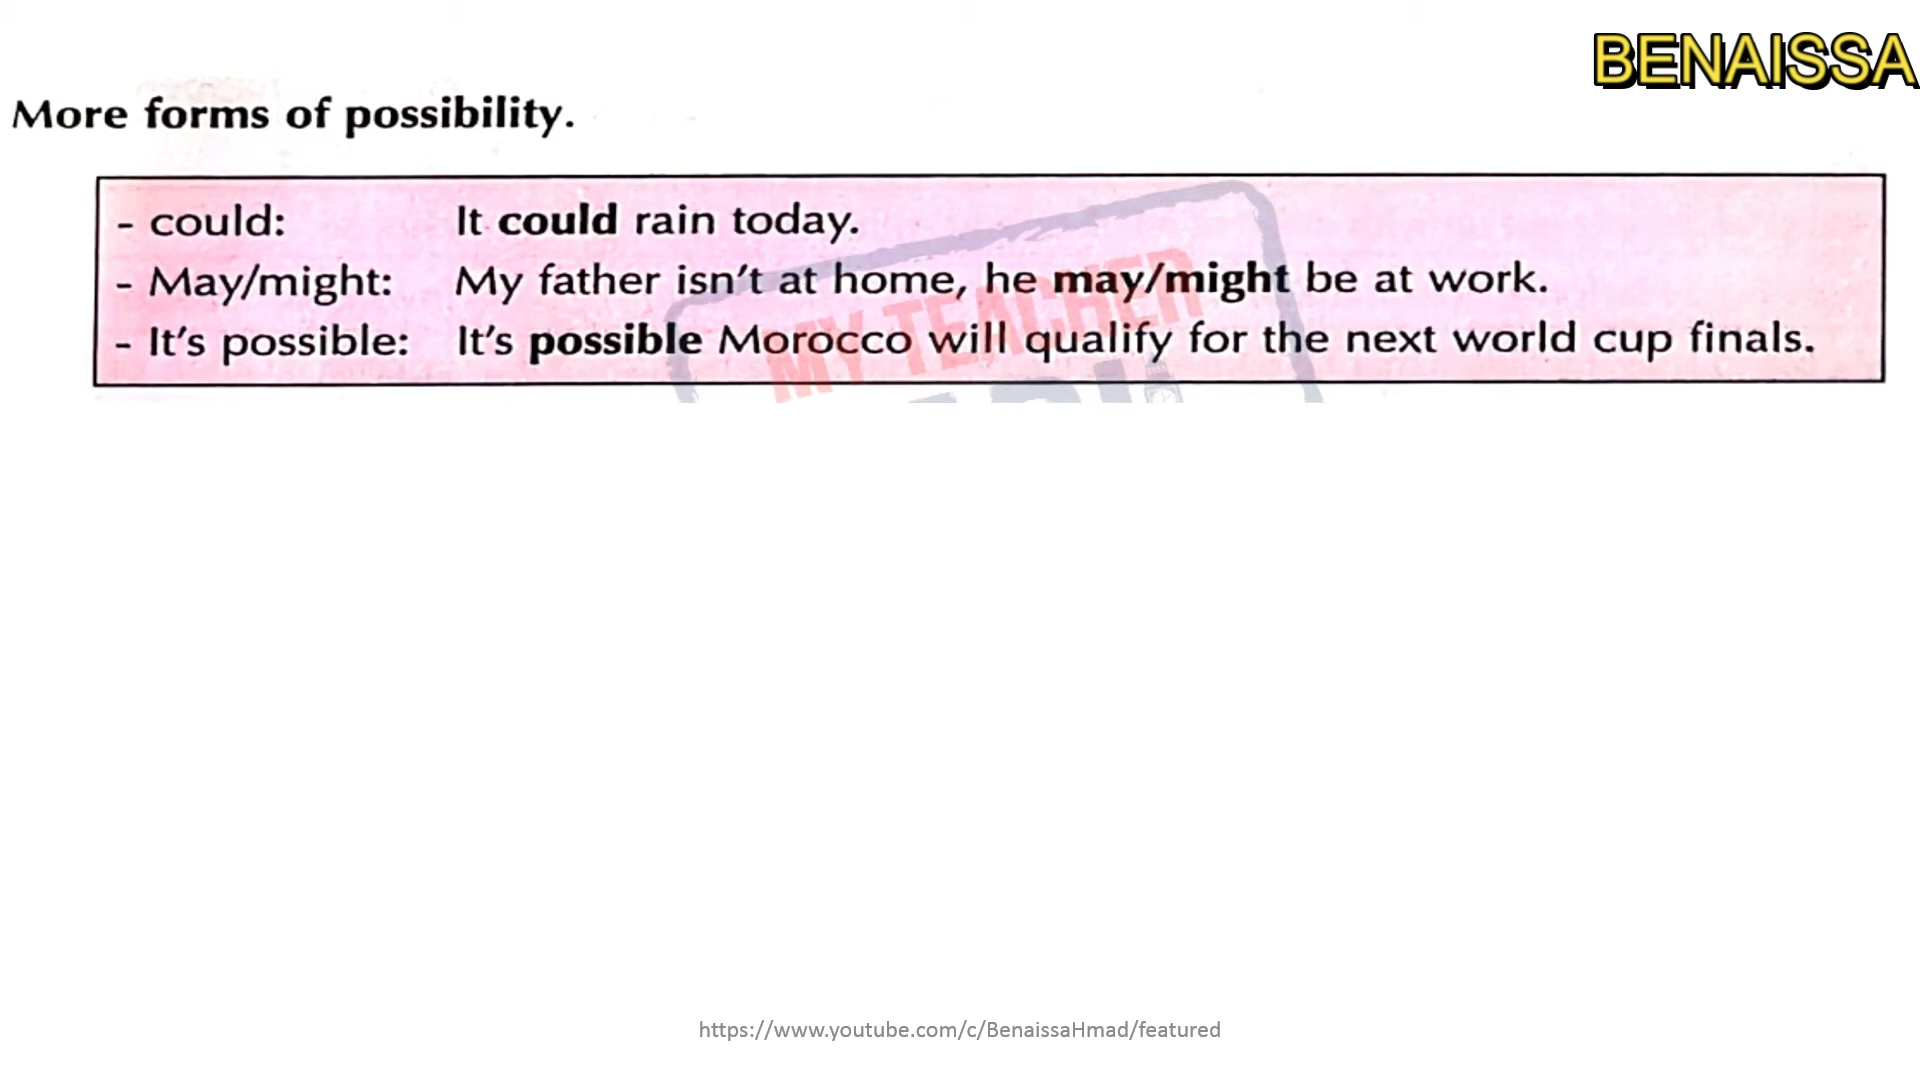 BENAISSA
More forms of possibility.
- could: It could rain today.
- May/might: My father isn't at home, he may/might be at work.
- It's possible: It's possible Morocco will qualify for the next world cup finals.
MY TEACHER
https://www.youtube.com/c/BenaissaHmad/featured